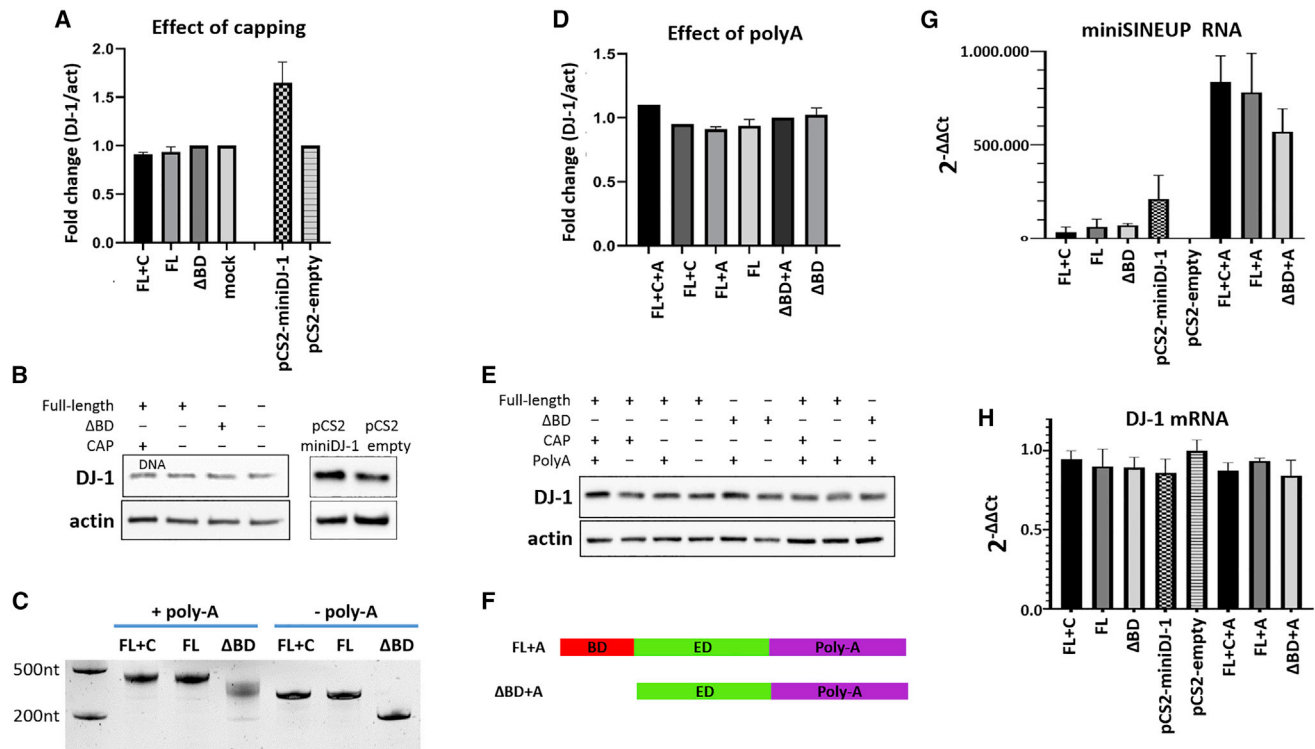 A
Effect of capping
Fold change (DJ-1/act)
2.0
1.5
1.0
0.5
0.0
FL+C
FL
ΔBD
mock
pCS2-miniDJ-1
pCS2-empty
B
Full-length + + – –
ΔBD – – + –
CAP + – – –
pCS2 pCS2
miniDJ-1 empty
DNA
DJ-1
actin
C
+ poly-A - poly-A
FL+C FL ΔBD FL+C FL ΔBD
500nt
200nt
D
Effect of polyA
Fold change (DJ-1/act)
1.5
1.0
0.5
0.0
FL+C+A
FL+C
FL+A
FL
ΔBD+A
ΔBD
E
Full-length + + + + – – + + –
ΔBD – – – – + + – – +
CAP + + – – – – + – –
PolyA + – + – + – + + +
DJ-1
actin
F
FL+A BD ED Poly-A
ΔBD+A ED Poly-A
G
miniSINEUP RNA
2-ΔΔCt
1.000.000
500.000
0
FL+C
FL
ΔBD
pCS2-miniDJ-1
pCS2-empty
FL+C+A
FL+A
ΔBD+A
H
DJ-1 mRNA
2-ΔΔCt
1.0
0.5
0.0
FL+C
FL
ΔBD
pCS2-miniDJ-1
pCS2-empty
FL+C+A
FL+A
ΔBD+A